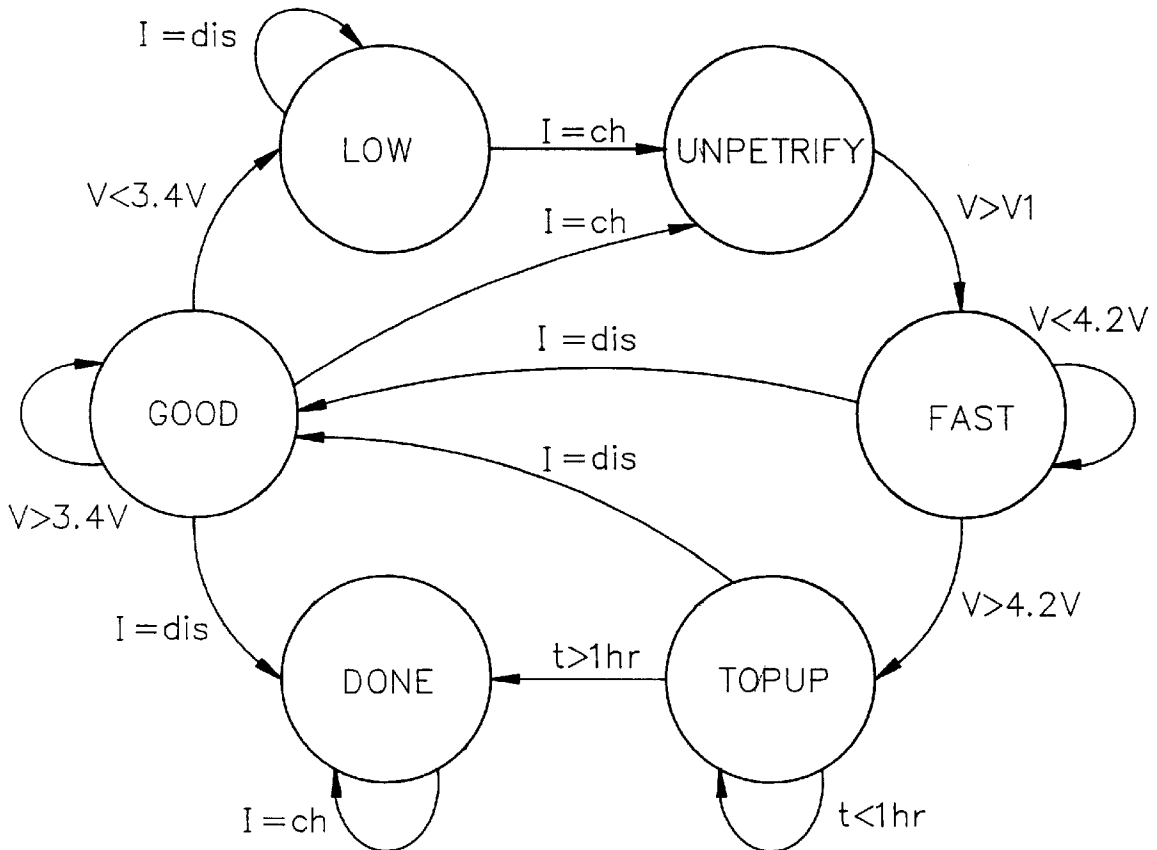 I=dis
LOW
I=ch
UNPETRIFY
V<3.4V
I=ch
V>V1
V<4.2V
I=dis
GOOD
FAST
I=dis
V>3.4V
V>4.2V
I=dis
t>1hr
DONE
TOPUP
I=ch
t<1hr